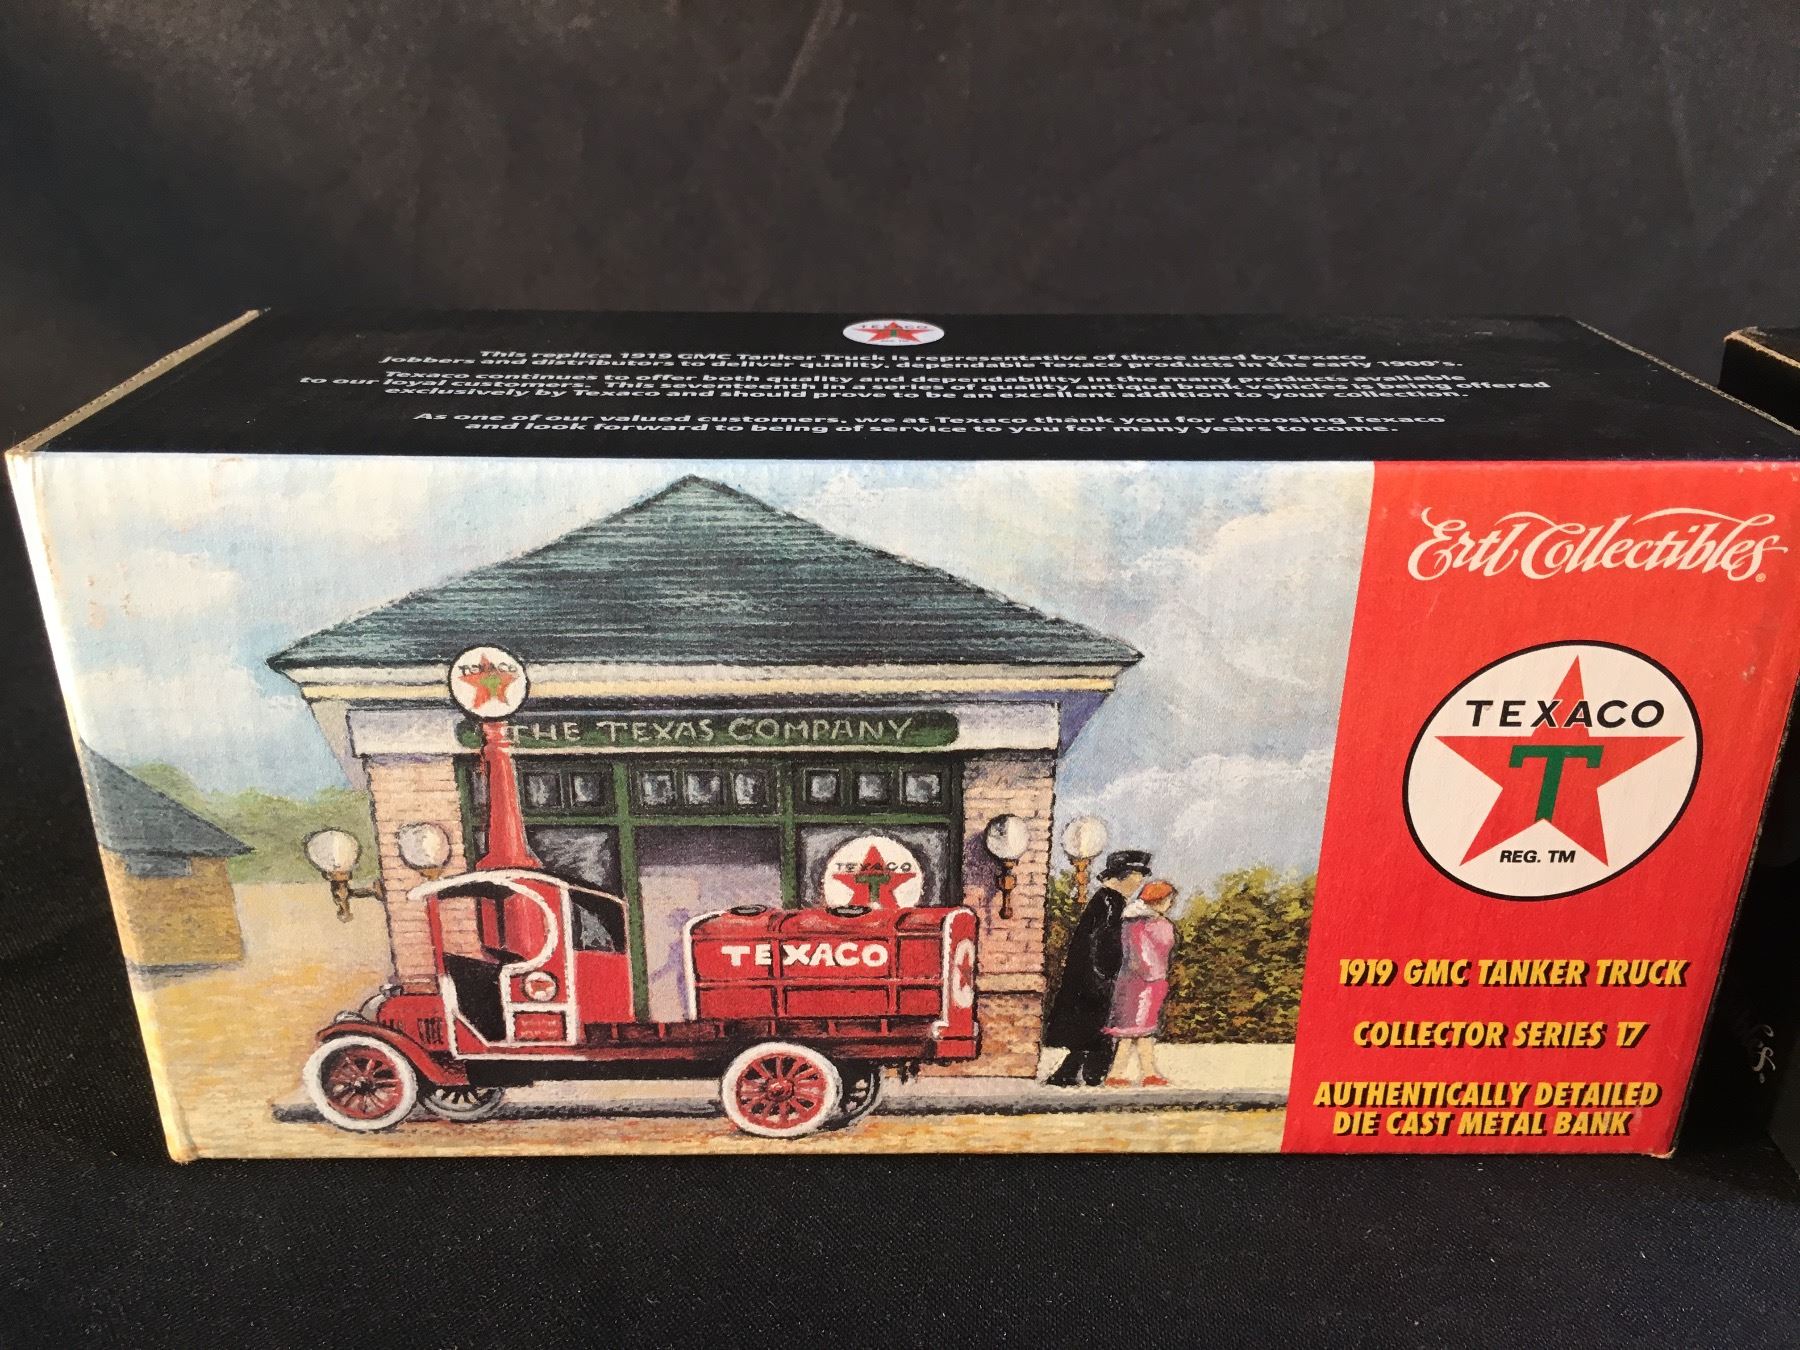 TEXACO
T
This replica 1919 GMC Tanker Truck is representative of those used by Texaco
Jobbers and distributors to deliver quality, dependable Texaco products in the early 1900's.
Texaco continues to offer both quality and dependability in the many products available
to our loyal customers. This seventeenth in a series of quality antique bank vehicles is being offered
exclusively by Texaco and should prove to be an excellent addition to your collection.
As one of our valued customers, we at Texaco thank you for choosing Texaco
and look forward to being of service to you for many years to come.
Ertl Collectibles®
TEXACO
T
REG. TM
1919 GMC TANKER TRUCK
COLLECTOR SERIES 17
AUTHENTICALLY DETAILED
DIE CAST METAL BANK
TEXACO
T
THE TEXAS COMPANY
TEXACO
T
TEXACO